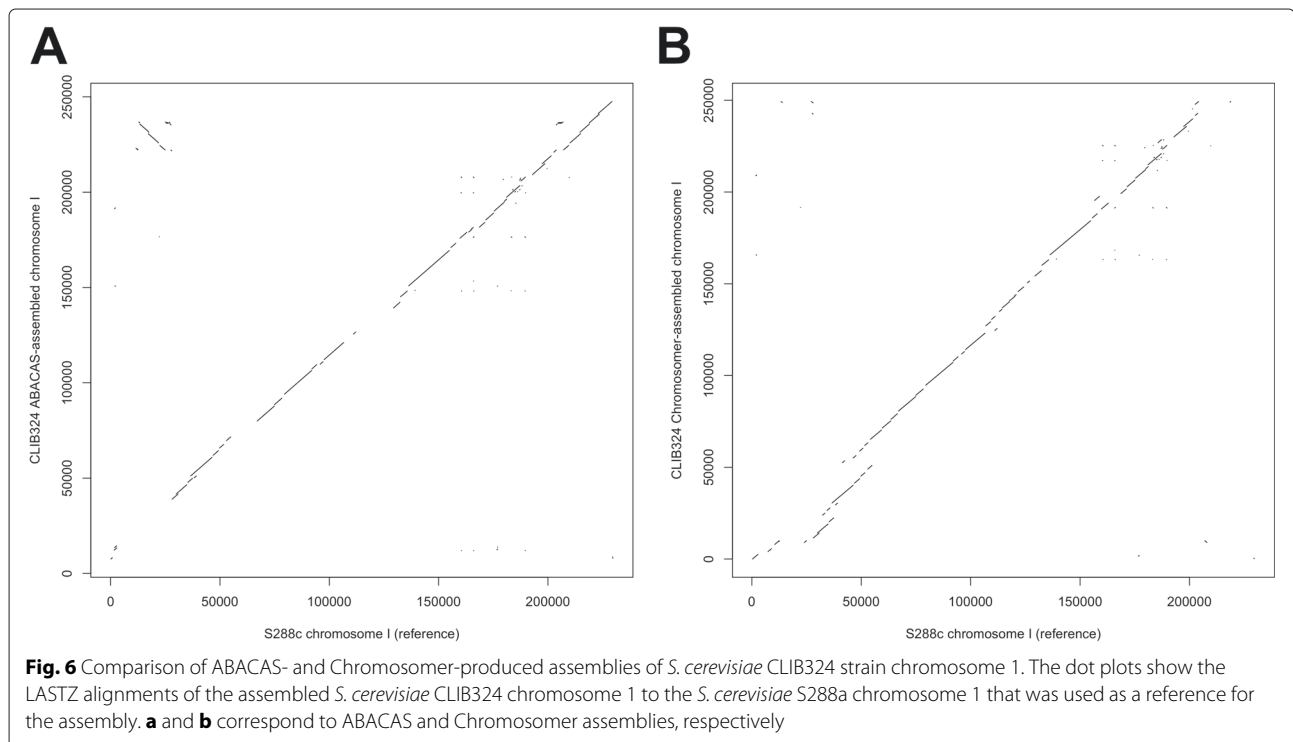 A
CLIB324 ABACAS-assembled chromosome I
250000
200000
150000
100000
50000
0
0 50000 100000 150000 200000
S288c chromosome I (reference)
B
CLIB324 Chromosomer-assembled chromosome I
250000
200000
150000
100000
50000
0
0 50000 100000 150000 200000
S288c chromosome I (reference)
Fig. 6 Comparison of ABACAS- and Chromosomer-produced assemblies of S. cerevisiae CLIB324 strain chromosome 1. The dot plots show the
LASTZ alignments of the assembled S. cerevisiae CLIB324 chromosome 1 to the S. cerevisiae S288a chromosome 1 that was used as a reference for
the assembly. a and b correspond to ABACAS and Chromosomer assemblies, respectively